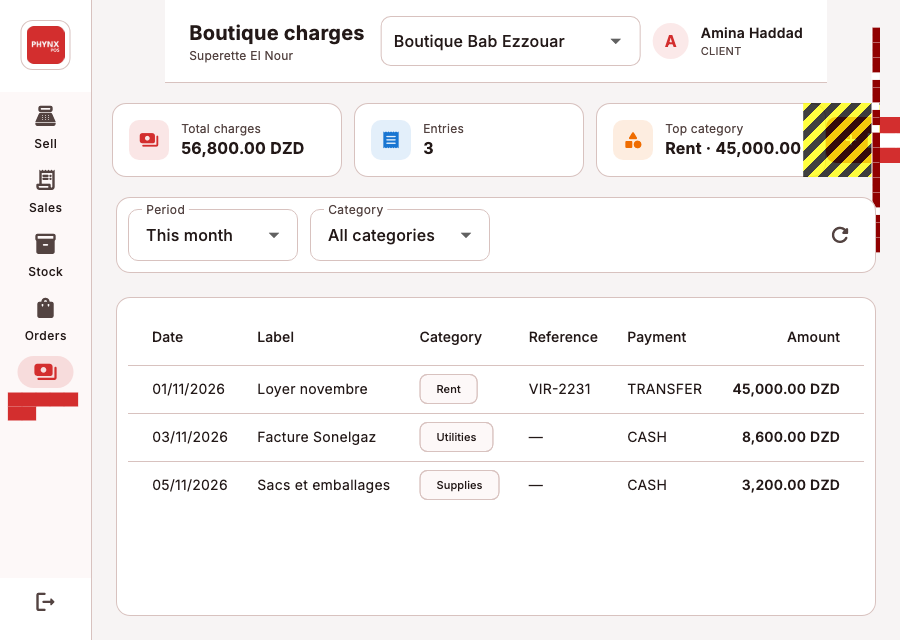 PHYNX
POS
Boutique charges
Superette El Nour
Boutique Bab Ezzouar
A
Amina Haddad
CLIENT
Sell
Sales
Stock
Orders
Total charges
56,800.00 DZD
Entries
3
Top category
Rent · 45,000.00
Period
This month
Category
All categories
Date Label Category Reference Payment Amount
01/11/2026 Loyer novembre Rent VIR-2231 TRANSFER 45,000.00 DZD
03/11/2026 Facture Sonelgaz Utilities — CASH 8,600.00 DZD
05/11/2026 Sacs et emballages Supplies — CASH 3,200.00 DZD